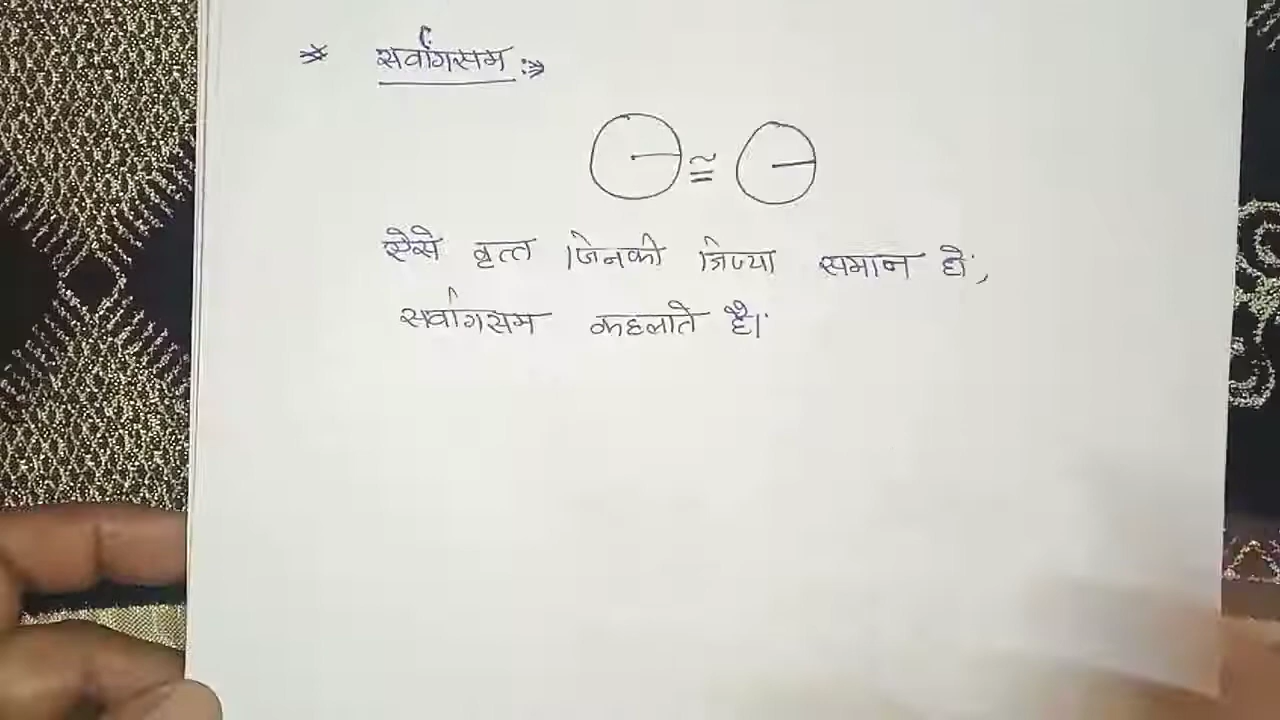 * सर्वांगसम :⇒
≅
ऐसे वृत्त जिनकी त्रिज्या समान हो,
सर्वांगसम कहलाते है।